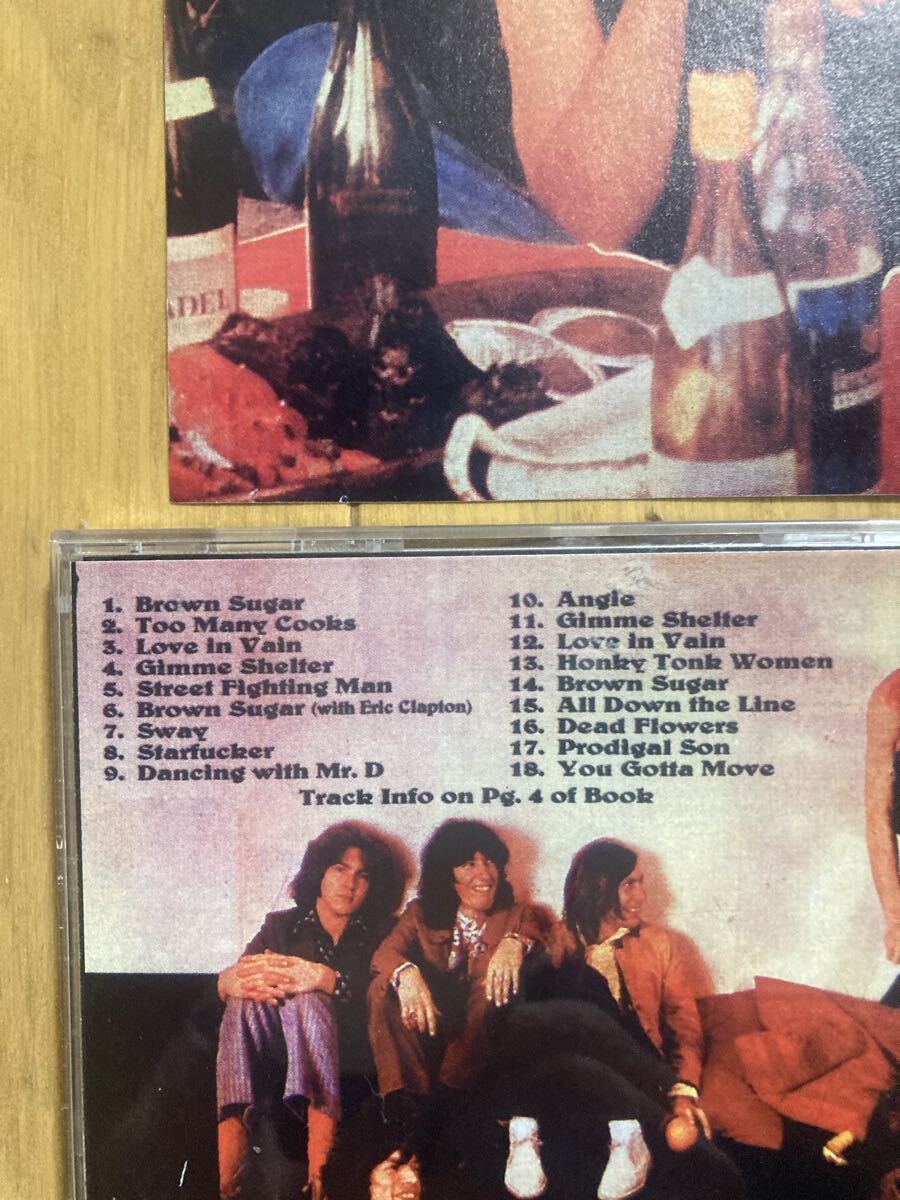 ADEL
1. Brown Sugar
2. Too Many Cooks
3. Love in Vain
4. Gimme Shelter
5. Street Fighting Man
6. Brown Sugar (with Eric Clapton)
7. Sway
8. Starfucker
9. Dancing with Mr. D
10. Angie
11. Gimme Shelter
12. Love in Vain
13. Honky Tonk Women
14. Brown Sugar
15. All Down the Line
16. Dead Flowers
17. Prodigal Son
18. You Gotta Move
Track Info on Pg. 4 of Book